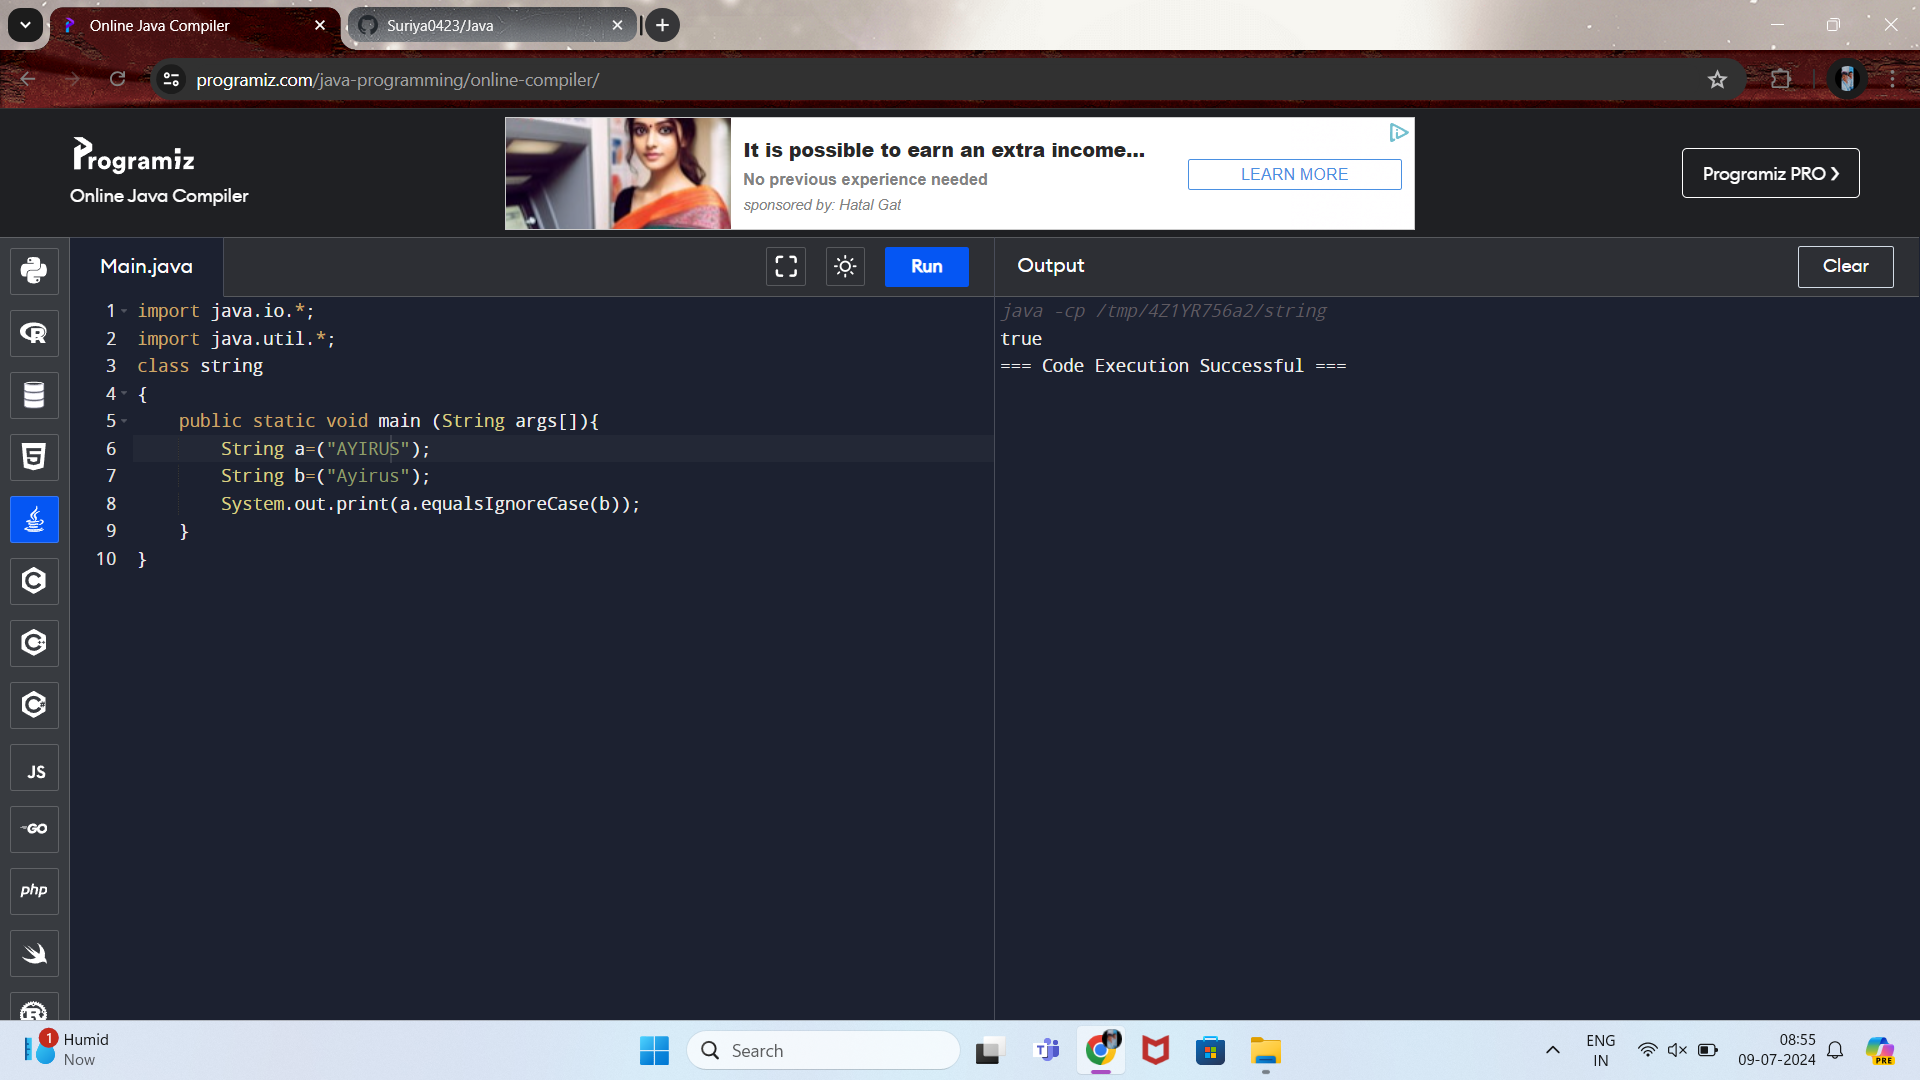 Online Java Compiler
Suriya0423/Java
programiz.com/java-programming/online-compiler/
Programiz
Online Java Compiler
It is possible to earn an extra income...
No previous experience needed
sponsored by: Hatal Gat
LEARN MORE
Programiz PRO ❯
Main.java
Run
Output
Clear
1 import java.io.*;
2 import java.util.*;
3 class string
4 {
5 public static void main (String args[]){
6 String a=("AYIRUS");
7 String b=("Ayirus");
8 System.out.print(a.equalsIgnoreCase(b));
9 }
10 }
java -cp /tmp/4Z1YR756a2/string
true
=== Code Execution Successful ===
R
5
C
C++
C#
JS
GO
php
R
1
Humid
Now
Search
T
ENG
IN
08:55
09-07-2024
PRE